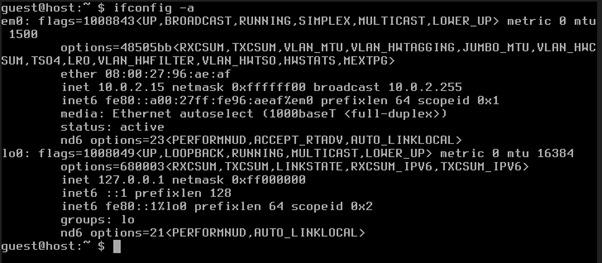 guest@host:~ $ ifconfig -a
em0: flags=1008843<UP,BROADCAST,RUNNING,SIMPLEX,MULTICAST,LOWER_UP> metric 0 mtu
 1500
        options=48505bb<RXCSUM,TXCSUM,VLAN_MTU,VLAN_HWTAGGING,JUMBO_MTU,VLAN_HWC
SUM,TSO4,LRO,VLAN_HWFILTER,VLAN_HWTSO,HWSTATS,MEXTPG>
        ether 08:00:27:96:ae:af
        inet 10.0.2.15 netmask 0xffffff00 broadcast 10.0.2.255
        inet6 fe80::a00:27ff:fe96:aeaf%em0 prefixlen 64 scopeid 0x1
        media: Ethernet autoselect (1000baseT <full-duplex>)
        status: active
        nd6 options=23<PERFORMNUD,ACCEPT_RTADV,AUTO_LINKLOCAL>
lo0: flags=1008049<UP,LOOPBACK,RUNNING,MULTICAST,LOWER_UP> metric 0 mtu 16384
        options=680003<RXCSUM,TXCSUM,LINKSTATE,RXCSUM_IPV6,TXCSUM_IPV6>
        inet 127.0.0.1 netmask 0xff000000
        inet6 ::1 prefixlen 128
        inet6 fe80::1%lo0 prefixlen 64 scopeid 0x2
        groups: lo
        nd6 options=21<PERFORMNUD,AUTO_LINKLOCAL>
guest@host:~ $